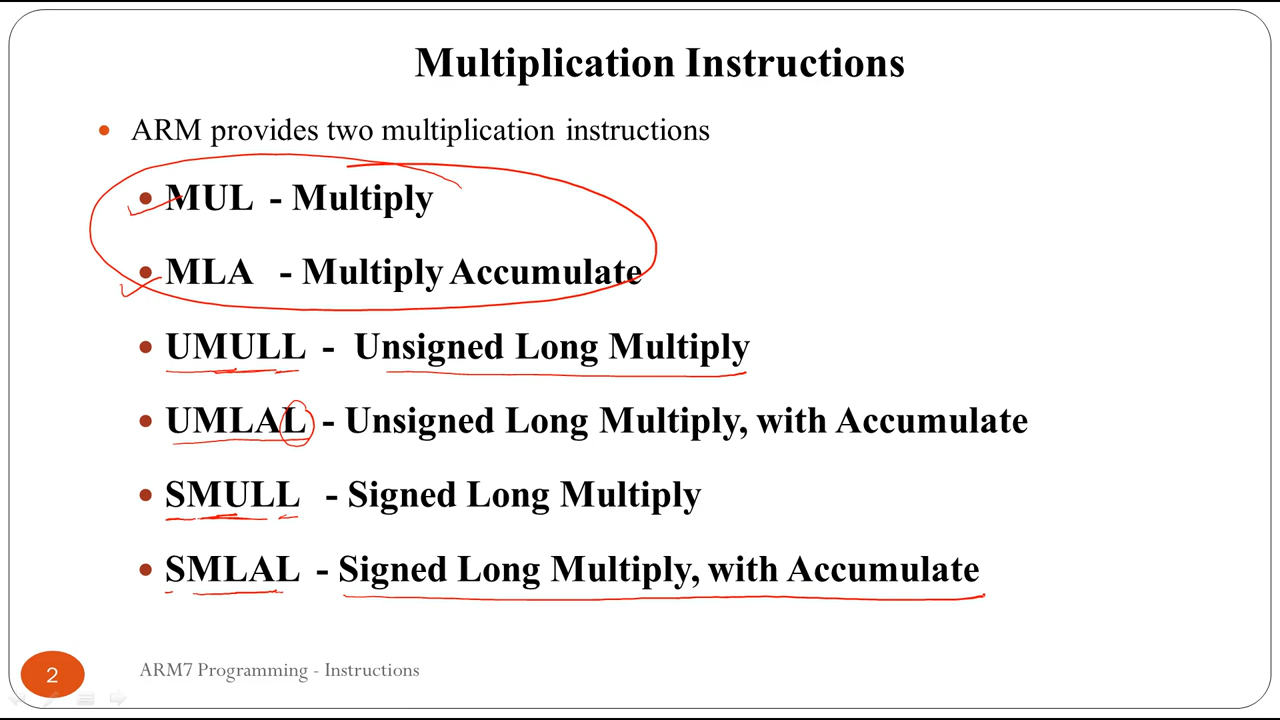 Multiplication Instructions
• ARM provides two multiplication instructions
• MUL - Multiply
• MLA - Multiply Accumulate
• UMULL - Unsigned Long Multiply
• UMLAL - Unsigned Long Multiply, with Accumulate
• SMULL - Signed Long Multiply
• SMLAL - Signed Long Multiply, with Accumulate
2 ARM7 Programming - Instructions